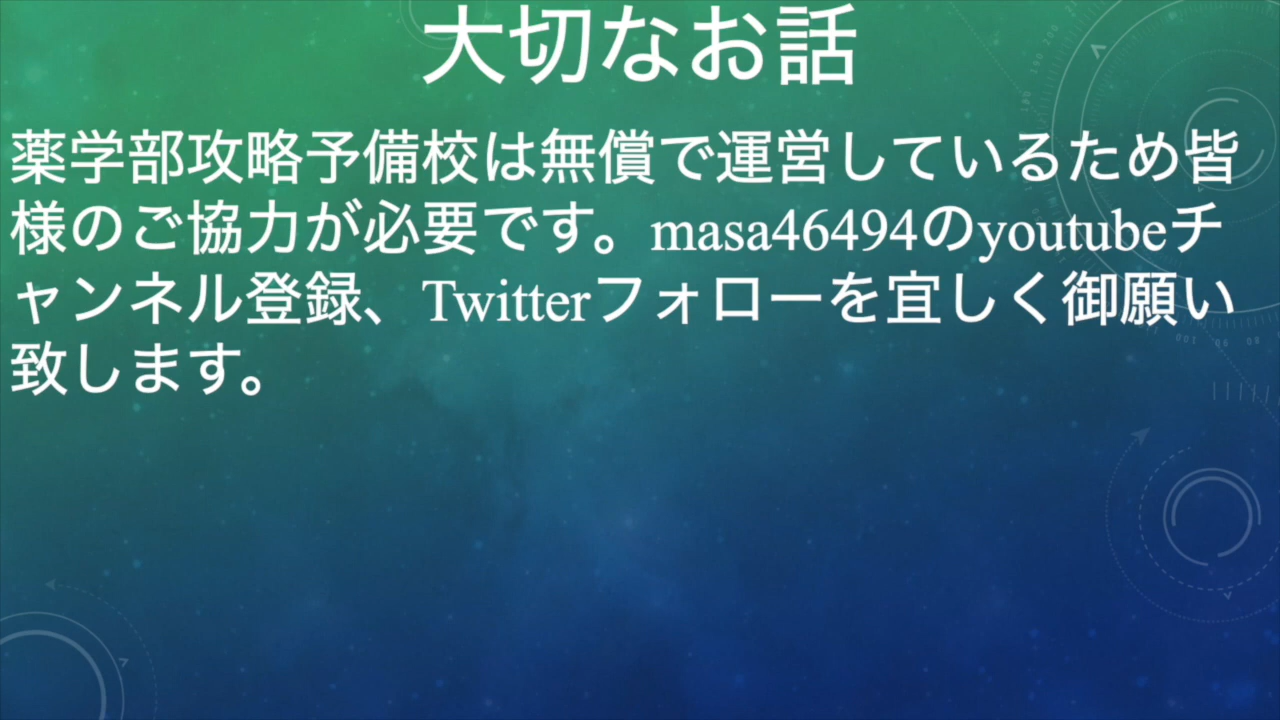 大切なお話
薬学部攻略予備校は無償で運営しているため皆
様のご協力が必要です。masa46494のyoutubeチ
ャンネル登録、Twitterフォローを宜しく御願い
致します。